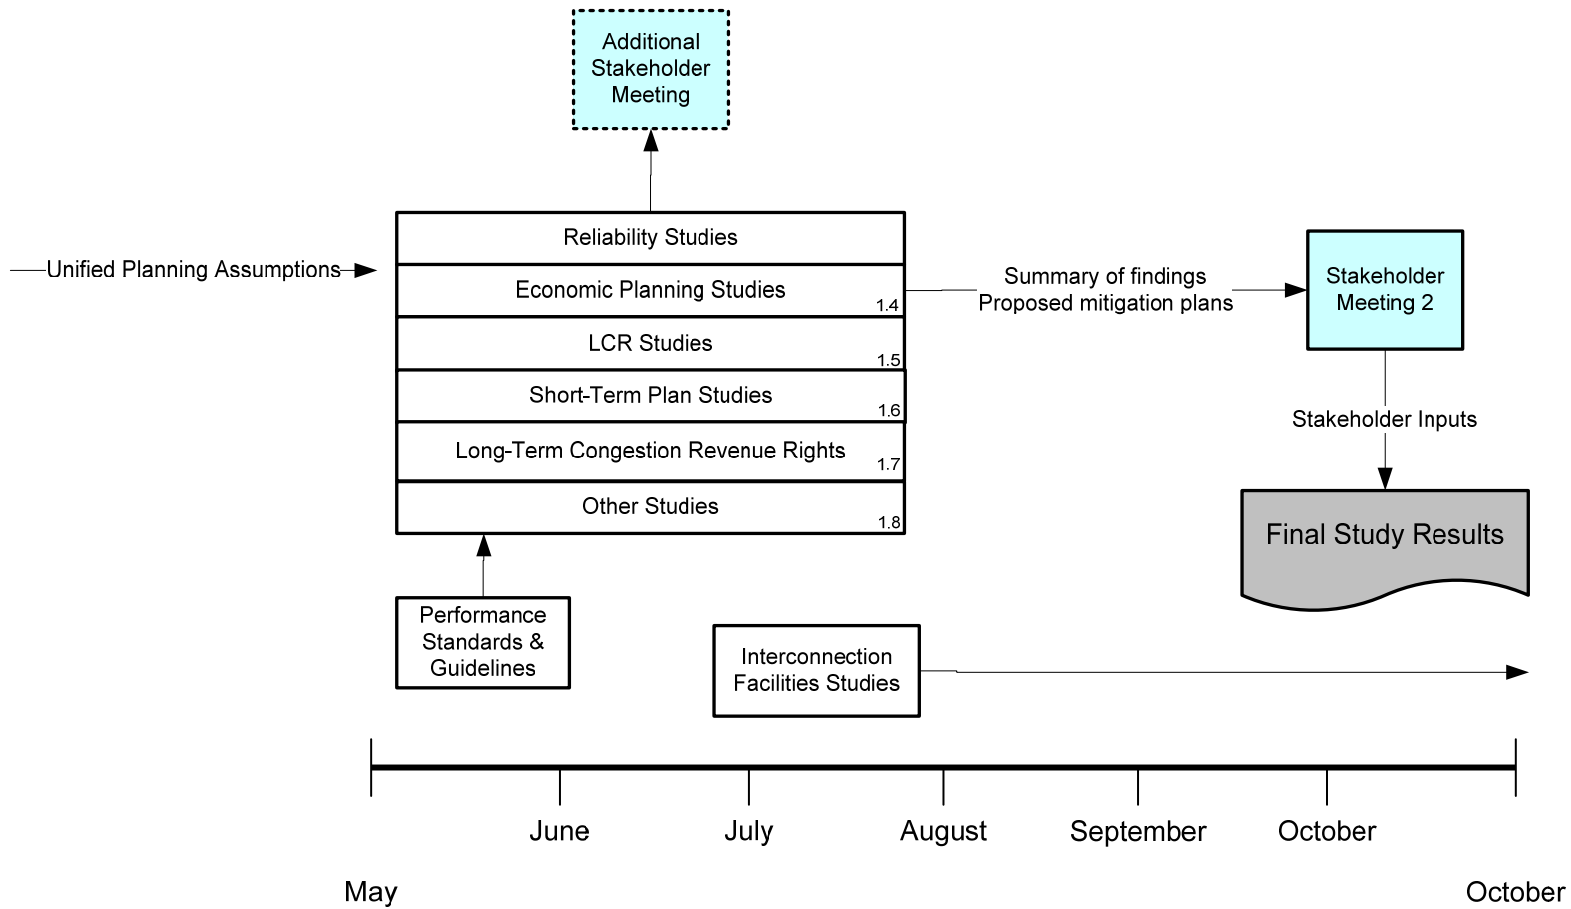 Additional
Stakeholder
Meeting
Reliability Studies
Unified Planning Assumptions
Economic Planning Studies
1.4
LCR Studies
1.5
Short-Term Plan Studies
1.6
Long-Term Congestion Revenue Rights
1.7
Other Studies
1.8
Summary of findings
Proposed mitigation plans
Stakeholder
Meeting 2
Stakeholder Inputs
Final Study Results
Performance
Standards &
Guidelines
Interconnection
Facilities Studies
June
July
August
September
October
May
October